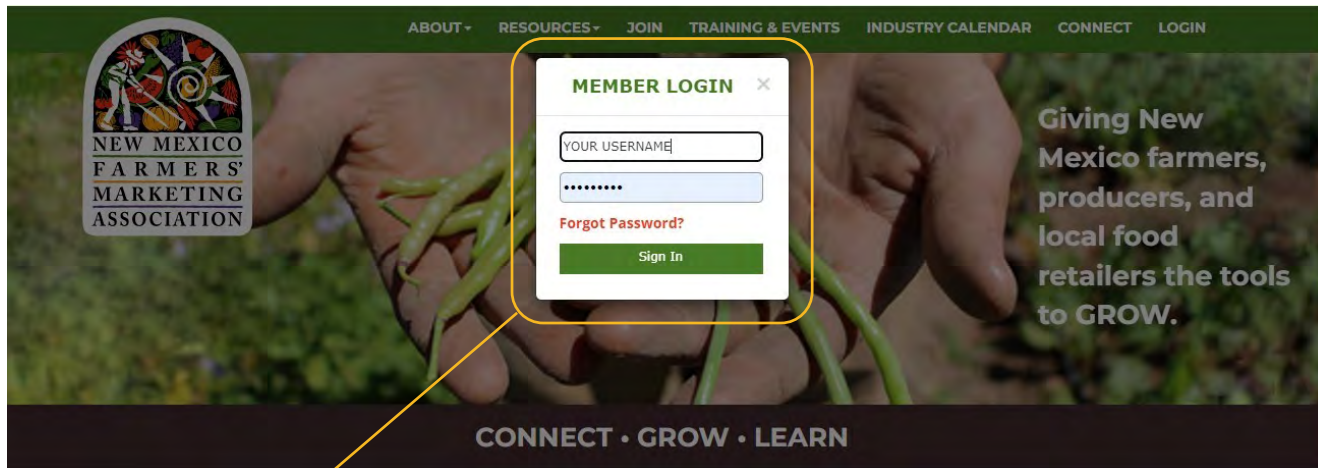 ABOUT RESOURCES JOIN TRAINING & EVENTS INDUSTRY CALENDAR CONNECT LOGIN
NEW MEXICO
FARMERS'
MARKETING
ASSOCIATION
MEMBER LOGIN ×
YOUR USERNAME
•••••••••
Forgot Password?
Sign In
Giving New
Mexico farmers,
producers, and
local food
retailers the tools
to GROW.
CONNECT • GROW • LEARN